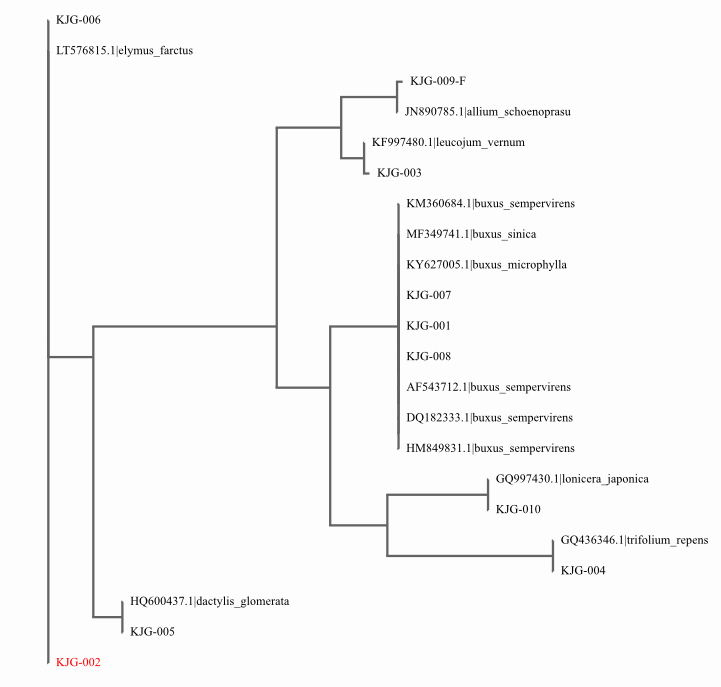 KJG-006
LT576815.1|elymus_farctus
KJG-009-F
JN890785.1|allium_schoenoprasu
KF997480.1|leucojum_vernum
KJG-003
KM360684.1|buxus_sempervirens
MF349741.1|buxus_sinica
KY627005.1|buxus_microphylla
KJG-007
KJG-001
KJG-008
AF543712.1|buxus_sempervirens
DQ182333.1|buxus_sempervirens
HM849831.1|buxus_sempervirens
GQ997430.1|lonicera_japonica
KJG-010
GQ436346.1|trifolium_repens
KJG-004
HQ600437.1|dactylis_glomerata
KJG-005
KJG-002